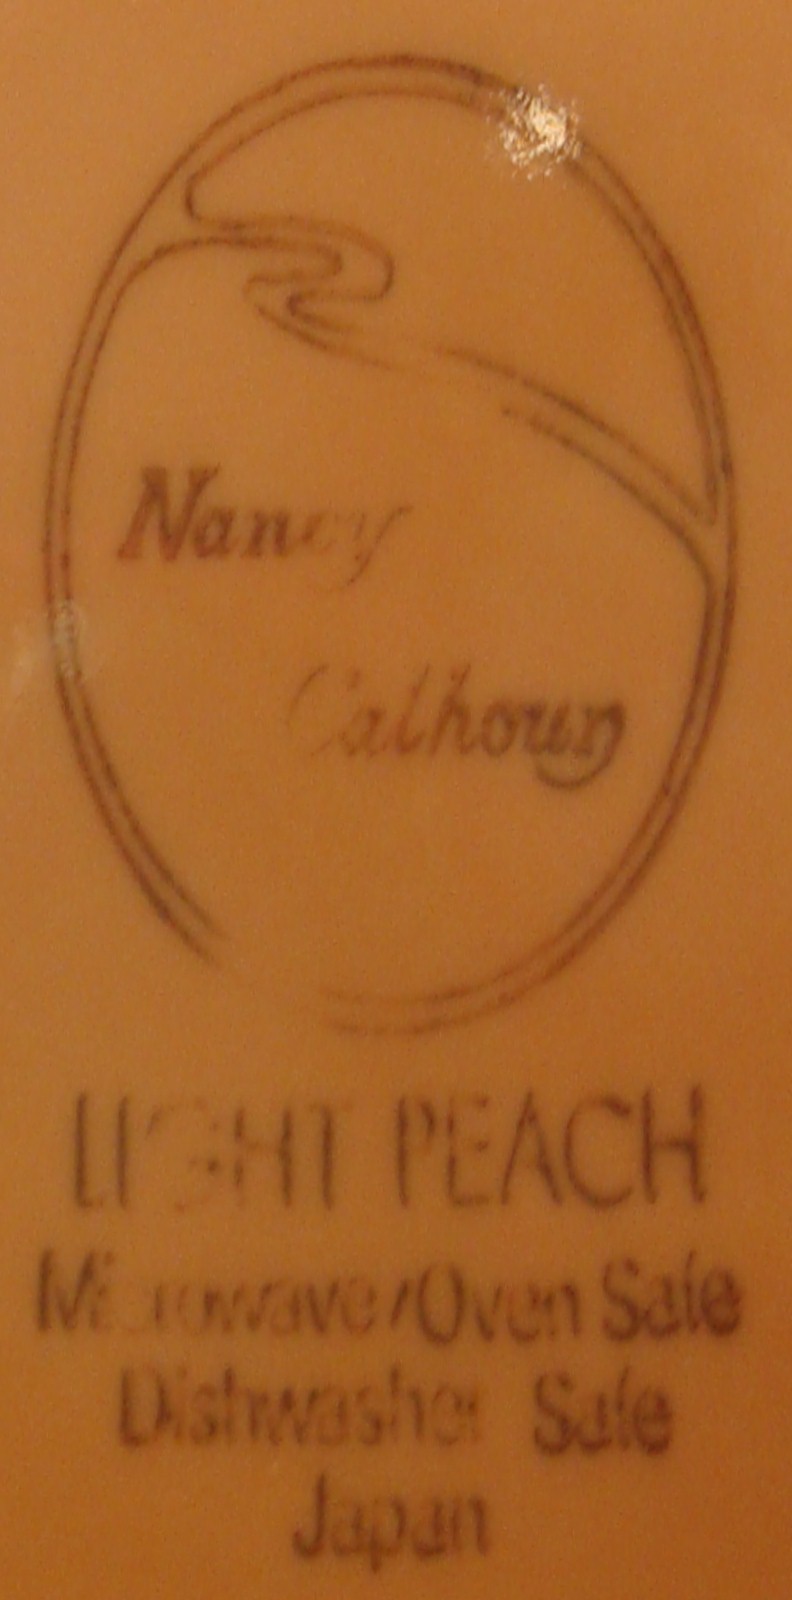 Nancy
Calhoun
LIGHT PEACH
Microwave/Oven Safe
Dishwasher Safe
Japan